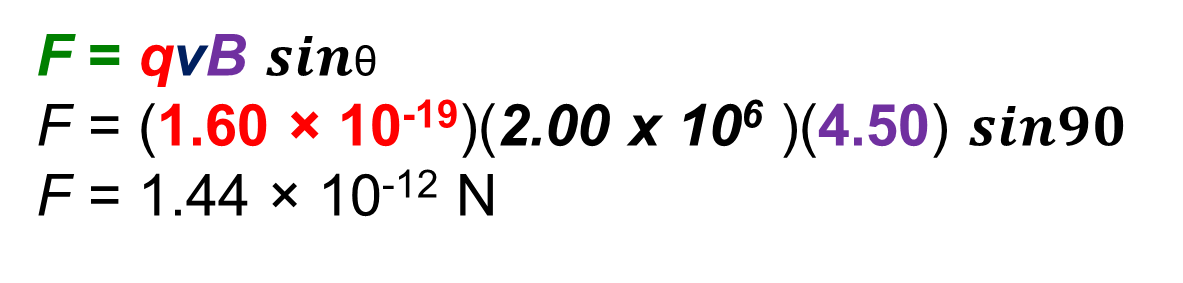 F = qvB sinθ
F = (1.60 × 10⁻¹⁹)(2.00 x 10⁶ )(4.50) sin90
F = 1.44 × 10⁻¹² N